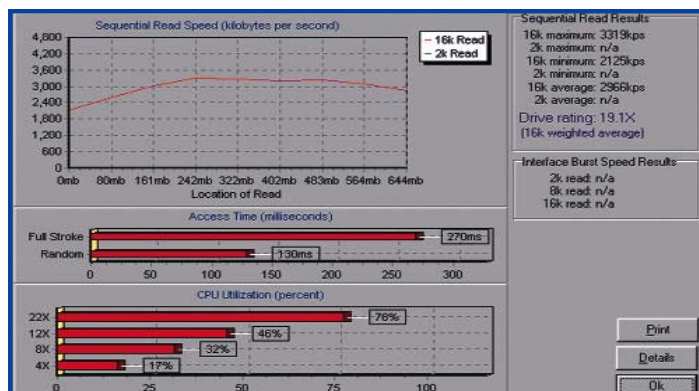 Sequential Read Speed (kilobytes per second)
4,800
4,000
3,600
3,000
2,400
1,800
1,200
600
0
0mb 80mb 161mb 242mb 322mb 402mb 483mb 564mb 644mb
Location of Read
16k Read
2k Read
Access Time (milliseconds)
Full Stroke 270ms
Random 130ms
0 50 100 150 200 250 300
CPU Utilization (percent)
22X 78%
12X 46%
8X 32%
4X 17%
0 25 50 75 100
Sequential Read Results
16k maximum: 3319kps
2k maximum: n/a
16k minimum: 2125kps
2k minimum: n/a
16k average: 2966kps
2k average: n/a
Drive rating: 19.1X
(16k weighted average)
Interface Burst Speed Results
2k read: n/a
8k read: n/a
16k read: n/a
Print
Details
Ok